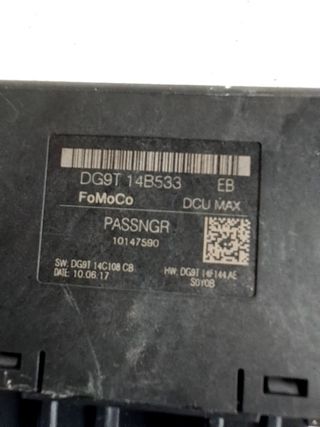 DG9T 14B533 EB
FoMoCo DCU MAX
PASSNGR
10147590
SW: DG9T 14C108 CB HW: DG9T 14F144 AE
DATE: 10.06.17 S0Y0B